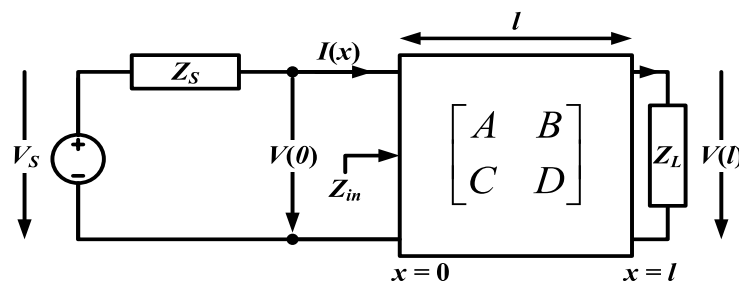 l
I(x)
Z_S
V_S
+
−
V(0)
Z_in
A B
C D
Z_L
V(l)
x = 0
x = l